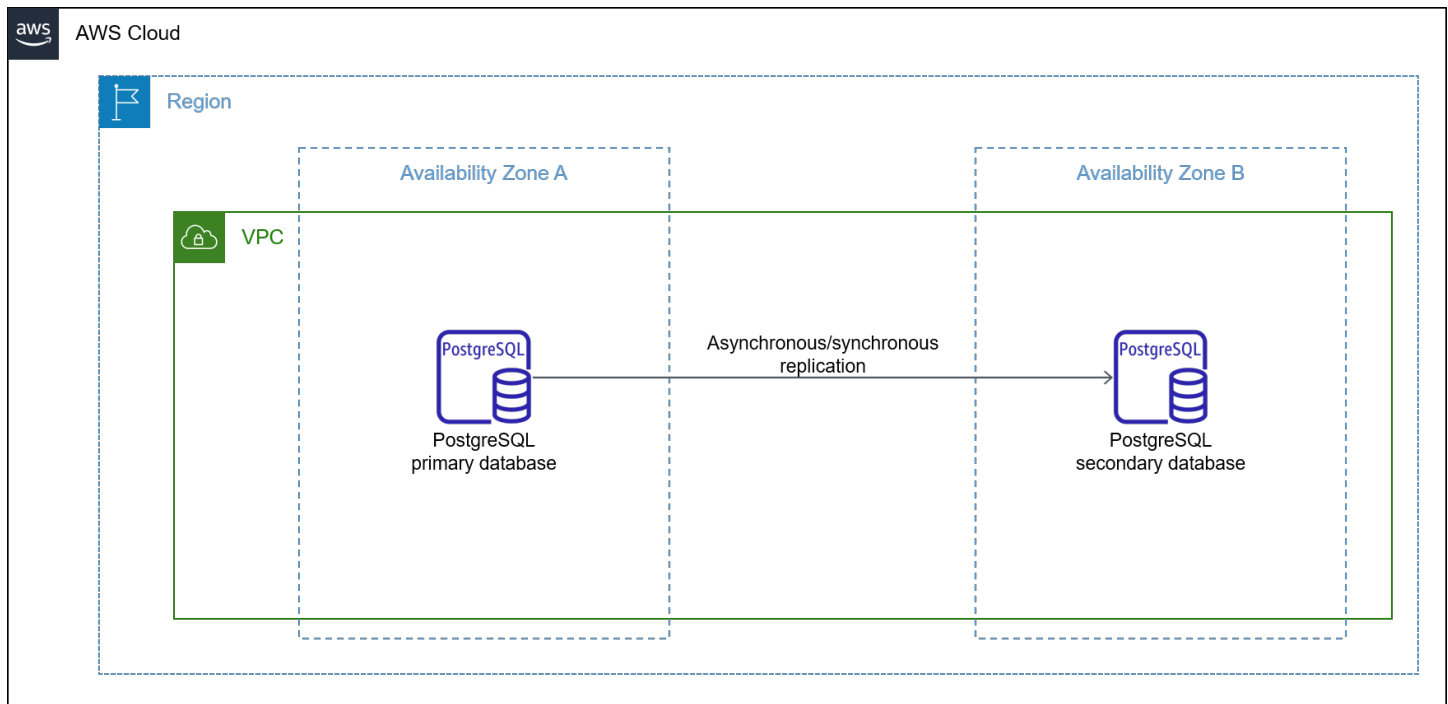 aws
AWS Cloud
Region
Availability Zone A
Availability Zone B
VPC
PostgreSQL
Asynchronous/synchronous
replication
PostgreSQL
PostgreSQL
primary database
PostgreSQL
secondary database